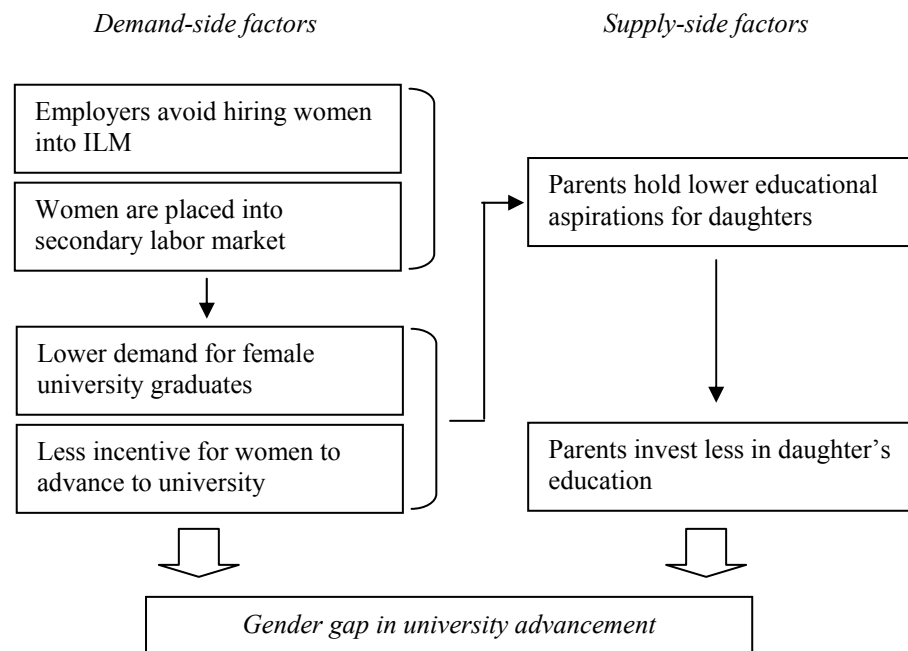 Demand-side factors
Supply-side factors
Employers avoid hiring women
into ILM
Women are placed into
secondary labor market
Lower demand for female
university graduates
Less incentive for women to
advance to university
Parents hold lower educational
aspirations for daughters
Parents invest less in daughter’s
education
Gender gap in university advancement